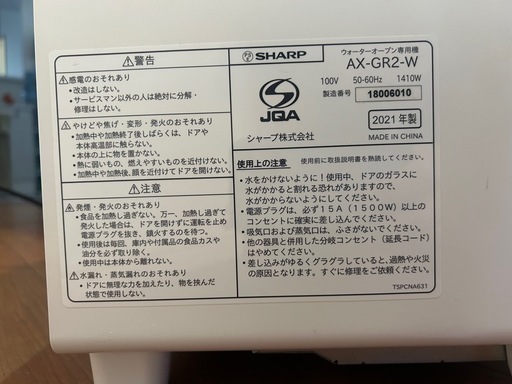 ⚠警告
⚠感電のおそれあり
•改造はしない。
•サービスマン以外の人は絶対に分解・
修理はしない。
⚠やけどや焦げ・変形・発火のおそれあり
•加熱中や加熱終了後しばらくは、ドアや
本体高温部に触らない。
•本体の上に物を置かない。
•熱に弱いもの、燃えやすいものを近付けない。
•加熱中や加熱後、顔を近付けてドアを開けない。
⚠注意
⚠発煙・発火のおそれあり
•食品を加熱し過ぎない。万一、加熱し過ぎて
発火した場合は、ドアを開けずに運転を止め
電源プラグを抜き、鎮火するのを待つ。
•使用後は毎回、庫内や付属品の食品カスや
油分を必ず取り除く。
•使用中は本体から離れない。
⚠水漏れ・蒸気漏れのおそれあり
•ドアに無理な力を加えたり、物を挟んだ
状態で使用しない。
SHARP
ウォーターオーブン専用機
AX-GR2-W
100V 50-60Hz 1410W
製造番号 18006010
JQA
シャープ株式会社
2021年製
MADE IN CHINA
使用上の注意 使用前に取扱説明書を熟読してください。
•水をかけないように！使用中、ドアのガラスに
水がかかると割れる恐れがありますので、
水がかからないようにしてください。
•電源プラグは、必ず15A(1500W)以上の
コンセントに確実に差し込んでください。
•吸気口および蒸気口は、ふさがないでください。
•他の器具と併用した分岐コンセント（延長コード）
はやめてください。
•差し込みがゆるくグラグラしていると、過熱や火災
の原因となります。すぐに修理をご依頼ください。
TSPCNA631